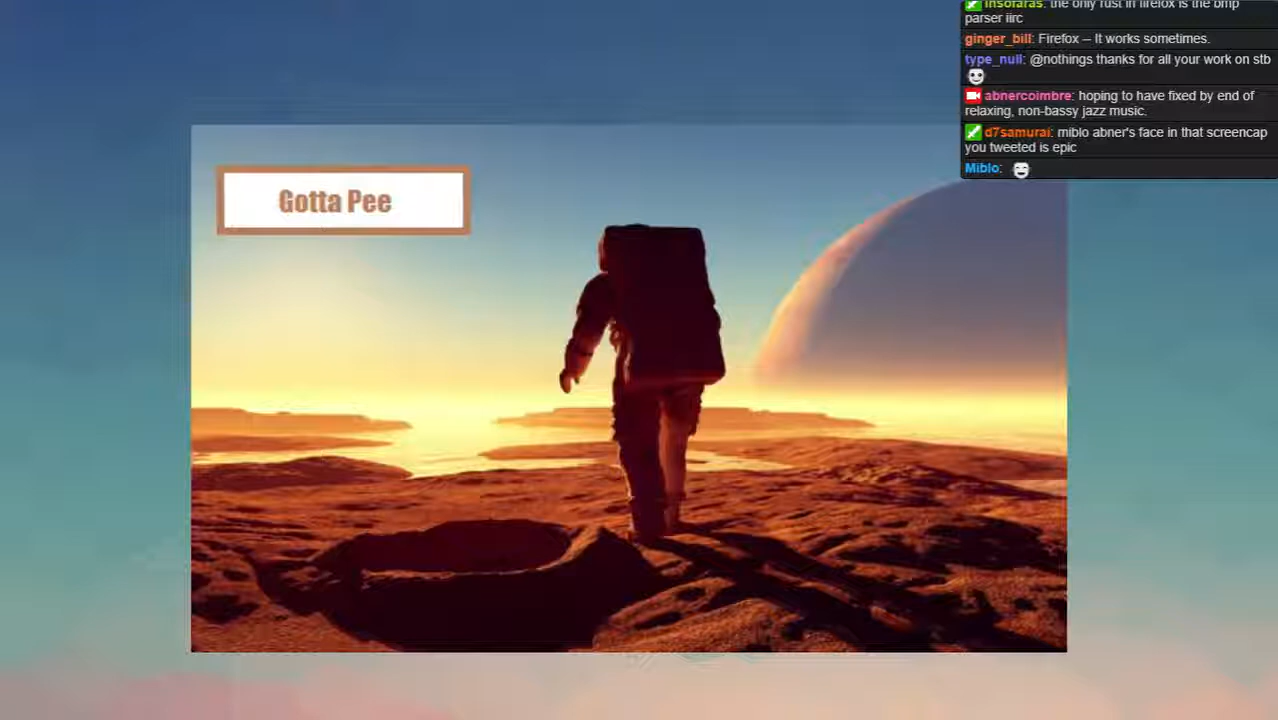 Gotta Pee
insofaras: the only rust in firefox is the bmp
parser iirc
ginger_bill: Firefox – It works sometimes.
type_null: @nothings thanks for all your work on stb
abnercoimbre: hoping to have fixed by end of
relaxing, non-bassy jazz music.
d7samurai: miblo abner's face in that screencap
you tweeted is epic
Miblo: